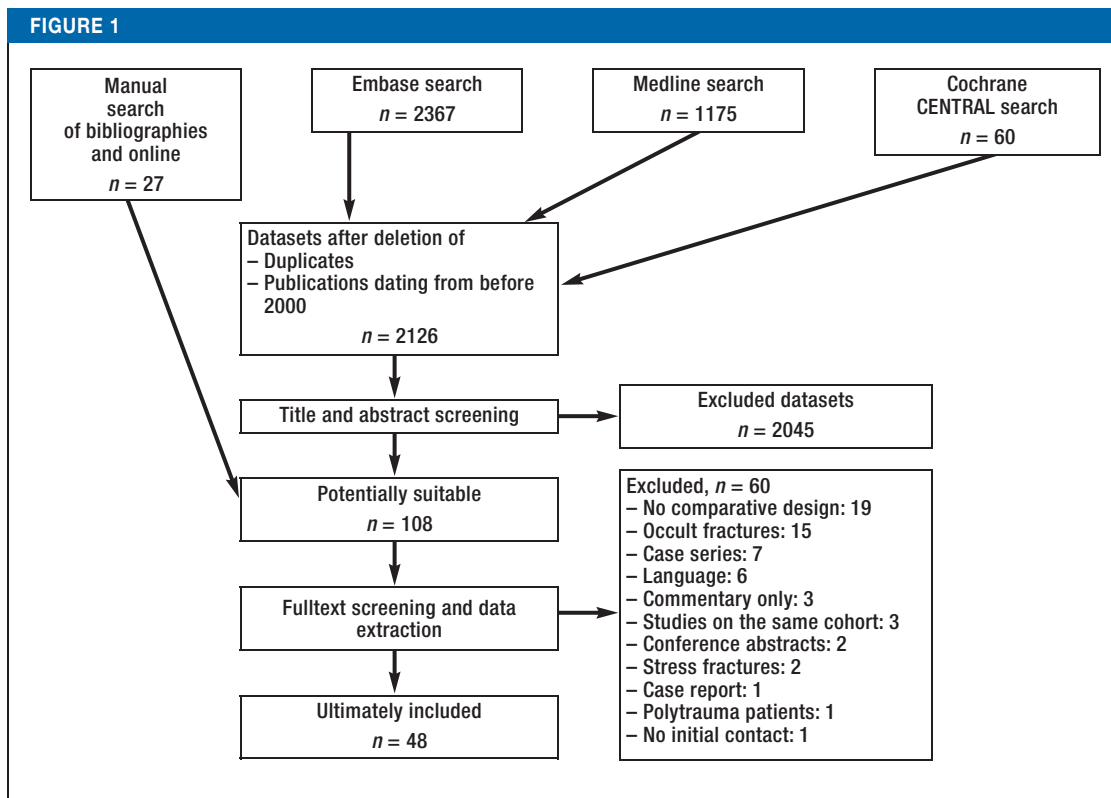 FIGURE 1
Manual
search
of bibliographies
and online
n = 27
Embase search
n = 2367
Medline search
n = 1175
Cochrane
CENTRAL search
n = 60
Datasets after deletion of
– Duplicates
– Publications dating from before
2000
n = 2126
Title and abstract screening
Excluded datasets
n = 2045
Potentially suitable
n = 108
Excluded, n = 60
– No comparative design: 19
– Occult fractures: 15
– Case series: 7
– Language: 6
– Commentary only: 3
– Studies on the same cohort: 3
– Conference abstracts: 2
– Stress fractures: 2
– Case report: 1
– Polytrauma patients: 1
– No initial contact: 1
Fulltext screening and data
extraction
Ultimately included
n = 48